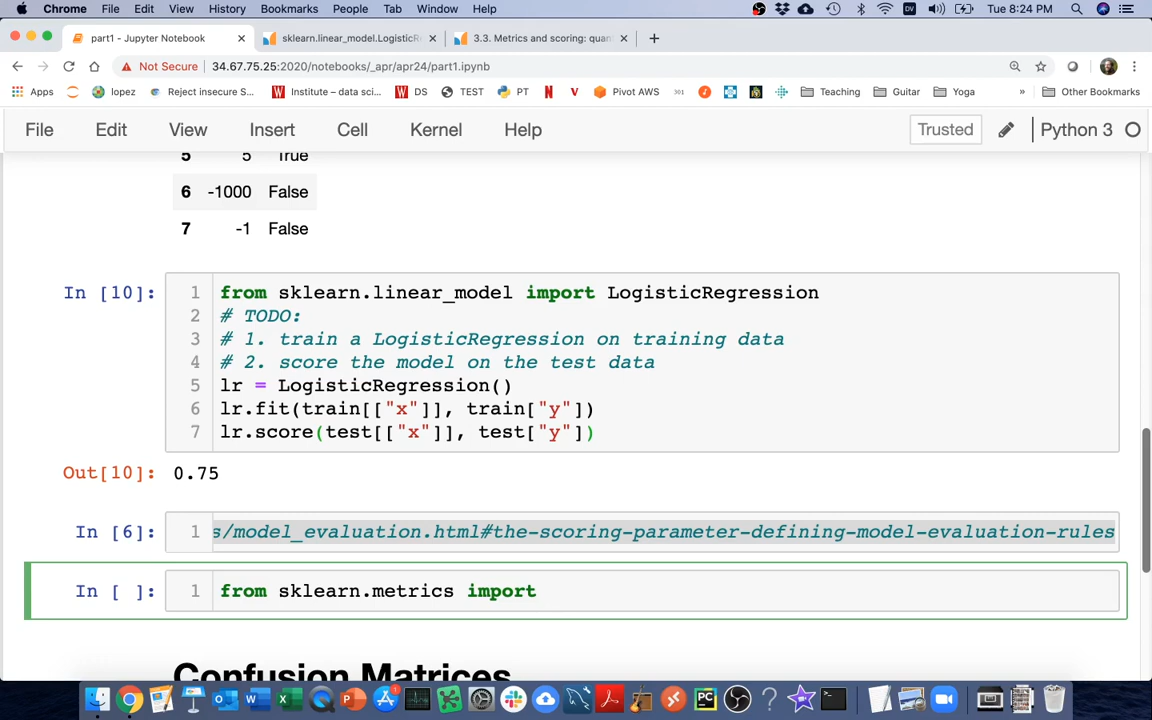 Chrome File Edit View History Bookmarks People Tab Window Help Tue 8:24 PM
part1 - Jupyter Notebook sklearn.linear_model.LogisticR 3.3. Metrics and scoring: quan
Not Secure 34.67.75.25:2020/notebooks/_apr/apr24/part1.ipynb
Apps lopez Reject insecure S... Institute – data sci... DS TEST PT Pivot AWS 301 Teaching Guitar Yoga » Other Bookmarks
File Edit View Insert Cell Kernel Help Trusted Python 3
5 5 True
6 -1000 False
7 -1 False
In [10]: 1 from sklearn.linear_model import LogisticRegression
2 # TODO:
3 # 1. train a LogisticRegression on training data
4 # 2. score the model on the test data
5 lr = LogisticRegression()
6 lr.fit(train[["x"]], train["y"])
7 lr.score(test[["x"]], test["y"])
Out[10]: 0.75
In [6]: 1 s/model_evaluation.html#the-scoring-parameter-defining-model-evaluation-rules
In [ ]: 1 from sklearn.metrics import
Confusion Matrices